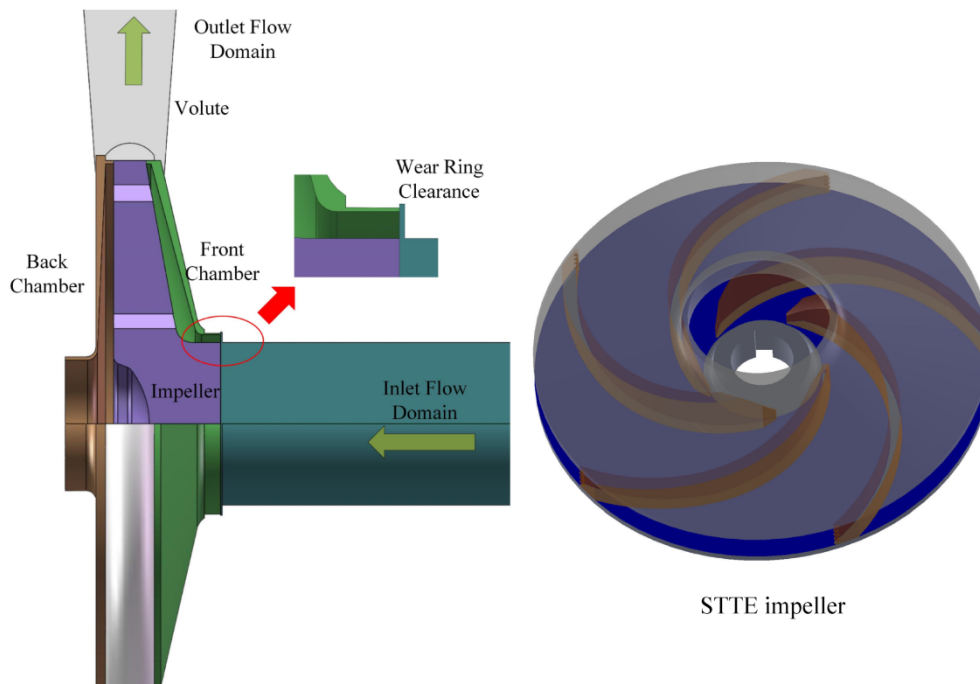 Outlet Flow
Domain
Volute
Wear Ring
Clearance
Front
Chamber
Back
Chamber
Impeller
Inlet Flow
Domain
STTE impeller